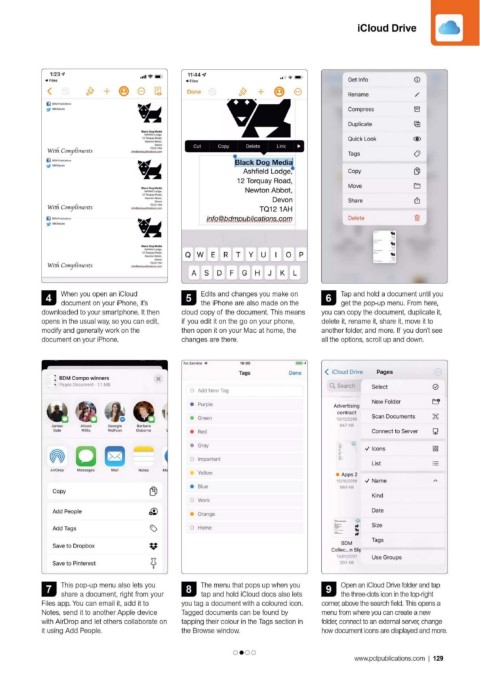 iCloud Drive
1:23
Files
With Compliments
With Compliments
With Compliments
4 When you open an iCloud
document on your iPhone, it's
downloaded to your smartphone. It then
opens in the usual way, so you can edit,
modify and generally work on the
document on your iPhone.
11:44
Files
Done
Cut Copy Delete Link
Black Dog Media
Ashfield Lodge,
12 Torquay Road,
Newton Abbot,
Devon
TQ12 1AH
info@bdmpublications.com
Q W E R T Y U I O P
A S D F G H J K L
5 Edits and changes you make on
the iPhone are also made on the
cloud copy of the document. This means
if you edit it on the go on your phone,
then open it on your Mac at home, the
changes are there.
Get Info
Rename
Compress
Duplicate
Quick Look
Tags
Copy
Move
Share
Delete
6 Tap and hold a document until you
get the pop-up menu. From here,
you can copy the document, duplicate it,
delete it, rename it, share it, move it to
another folder, and more. If you don't see
all the options, scroll up and down.
BDM Compo winners
Pages Document · 11 MB
AirDrop Messages Mail Notes
Copy
Add People
Add Tags
Save to Dropbox
Save to Pinterest
7 This pop-up menu also lets you
share a document, right from your
Files app. You can email it, add it to
Notes, send it to another Apple device
with AirDrop and let others collaborate on
it using Add People.
No Service
Tags Done
Add New Tag
Purple
Green
Red
Gray
Important
Yellow
Blue
Work
Orange
Home
8 The menu that pops up when you
tap and hold iCloud docs also lets
you tag a document with a coloured icon.
Tagged documents can be found by
tapping their colour in the Tags section in
the Browse window.
iCloud Drive Pages
Search
Advertising
contract
Apps 2
BDM
Collec...n Slip
Select
New Folder
Scan Documents
Connect to Server
Icons
List
Name
Kind
Date
Size
Tags
Use Groups
9 Open an iCloud Drive folder and tap
the three-dots icon in the top-right
corner, above the search field. This opens a
menu from where you can create a new
folder, connect to an external server, change
how document icons are displayed and more.
www.pclpublications.com | 129